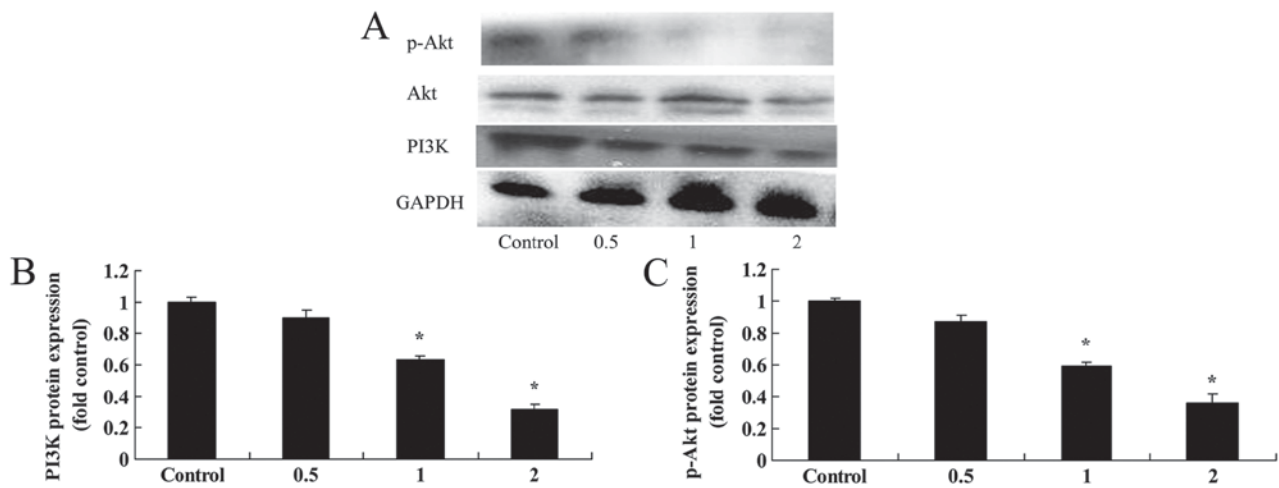 A
p-Akt
Akt
PI3K
GAPDH
Control 0.5 1 2
B
PI3K protein expression
(fold control)
1.2
1
0.8
0.6
0.4
0.2
0
*
*
Control 0.5 1 2
C
p-Akt protein expression
(fold control)
1.2
1
0.8
0.6
0.4
0.2
0
*
*
Control 0.5 1 2